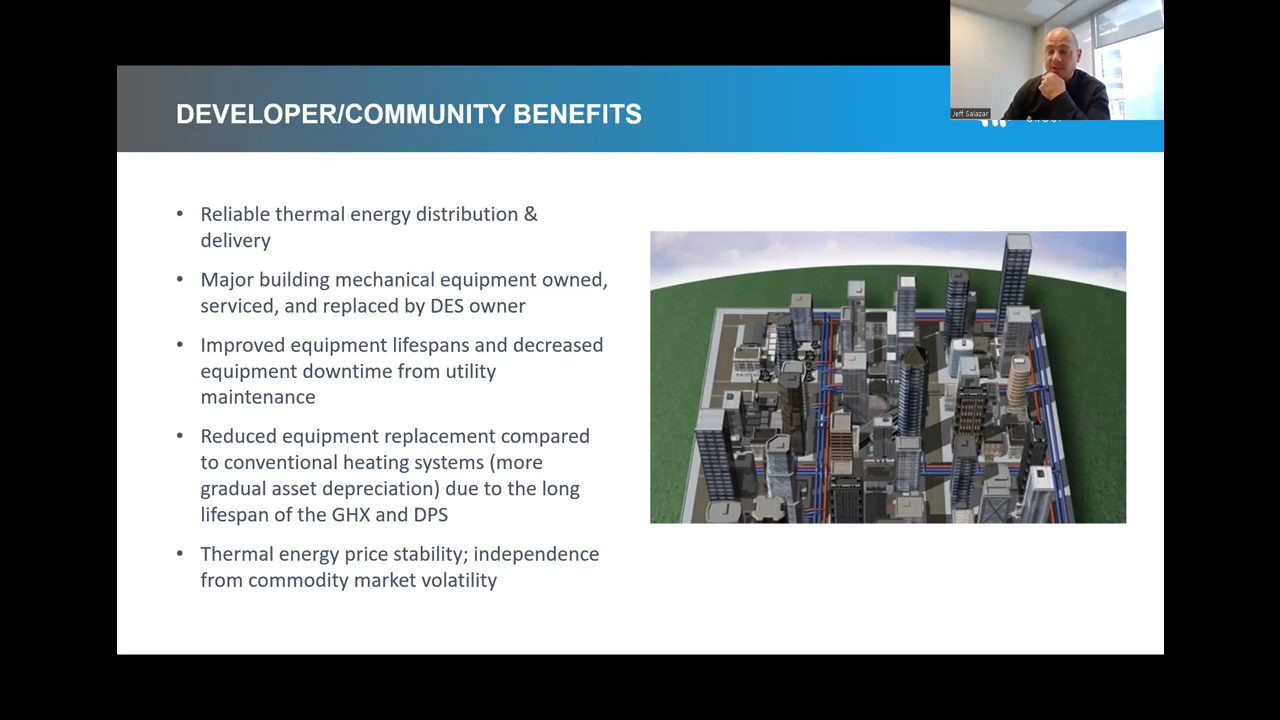 DEVELOPER/COMMUNITY BENEFITS
Jeff Salazar
• Reliable thermal energy distribution &
delivery
• Major building mechanical equipment owned,
serviced, and replaced by DES owner
• Improved equipment lifespans and decreased
equipment downtime from utility
maintenance
• Reduced equipment replacement compared
to conventional heating systems (more
gradual asset depreciation) due to the long
lifespan of the GHX and DPS
• Thermal energy price stability; independence
from commodity market volatility